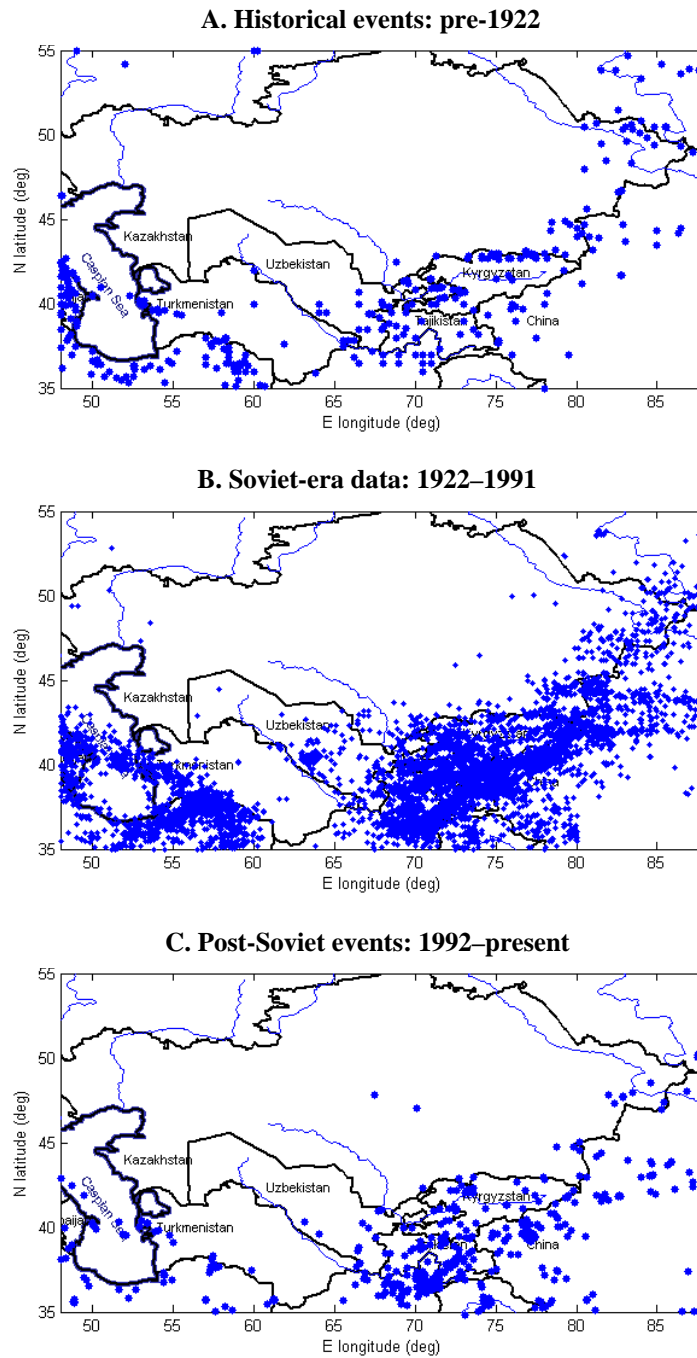 A. Historical events: pre-1922
55
50
45
40
35
N latitude (deg)
Kazakhstan
Uzbekistan
Kyrgyzstan
Caspian Sea
Turkmenistan
Tajikistan
China
50 55 60 65 70 75 80 85
E longitude (deg)
B. Soviet-era data: 1922–1991
55
50
45
40
35
N latitude (deg)
Kazakhstan
Uzbekistan
Kyrgyzstan
Turkmenistan
50 55 60 65 70 75 80 85
E longitude (deg)
C. Post-Soviet events: 1992–present
55
50
45
40
35
N latitude (deg)
Kazakhstan
Uzbekistan
Kyrgyzstan
Caspian Sea
Turkmenistan
China
50 55 60 65 70 75 80 85
E longitude (deg)